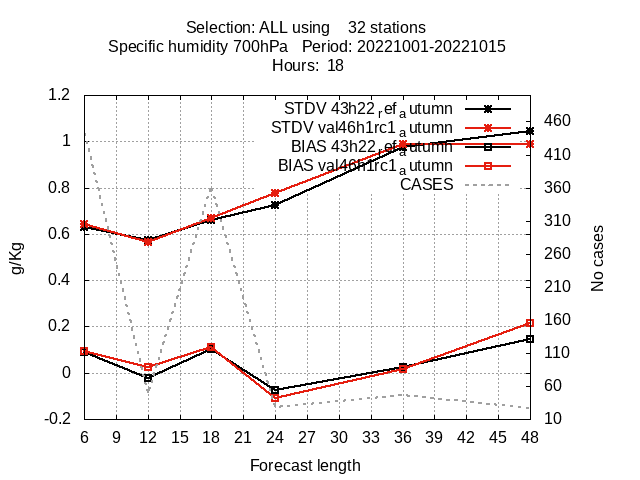 Selection: ALL using 32 stations
Specific humidity 700hPa Period: 20221001-20221015
Hours: 18
STDV 43h22ref_autumn
STDV val46h1rc1_autumn
BIAS 43h22ref_autumn
BIAS val46h1rc1_autumn
CASES
g/Kg
1.2
1
0.8
0.6
0.4
0.2
0
-0.2
460
410
360
310
260
210
160
110
60
10
No cases
6 9 12 15 18 21 24 27 30 33 36 39 42 45 48
Forecast length